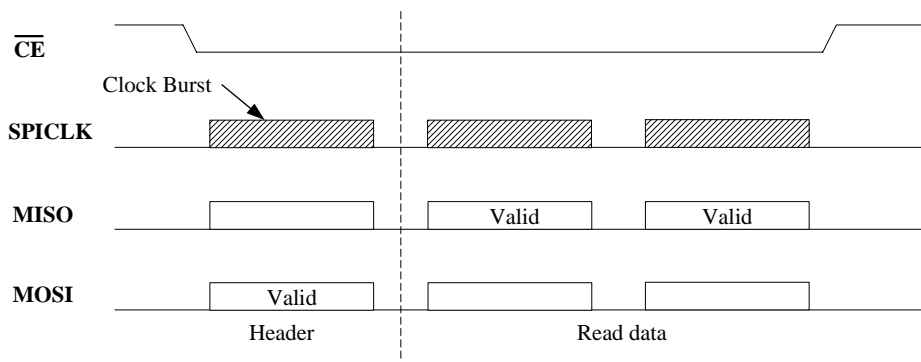 CE
Clock Burst
SPICLK
MISO
Valid
Valid
MOSI
Valid
Header
Read data